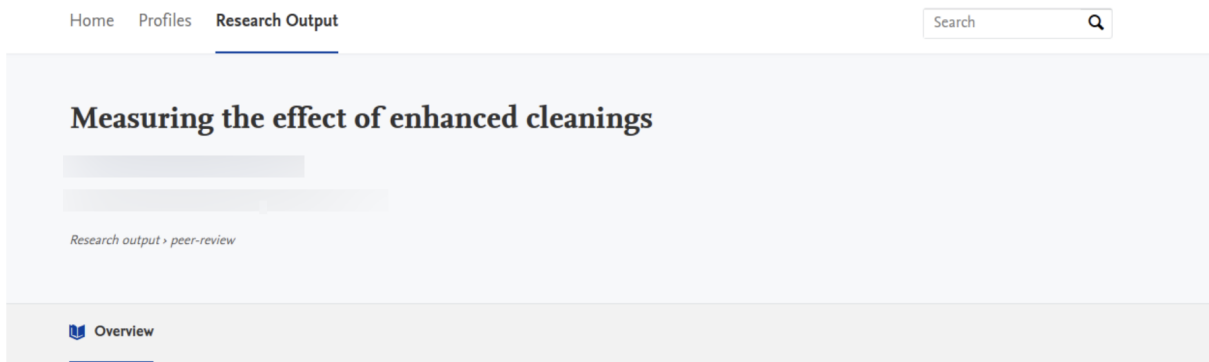 Home Profiles Research Output Search
Measuring the effect of enhanced cleanings
Research output › peer-review
Overview